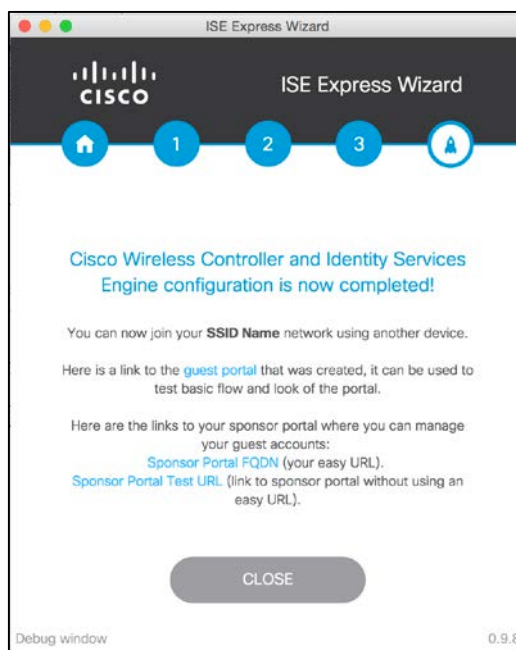 ISE Express Wizard
CISCO
ISE Express Wizard
1
2
3
Cisco Wireless Controller and Identity Services
Engine configuration is now completed!
You can now join your SSID Name network using another device.
Here is a link to the guest portal that was created, it can be used to
test basic flow and look of the portal.
Here are the links to your sponsor portal where you can manage
your guest accounts:
Sponsor Portal FQDN (your easy URL).
Sponsor Portal Test URL (link to sponsor portal without using an
easy URL).
CLOSE
Debug window
0.9.8